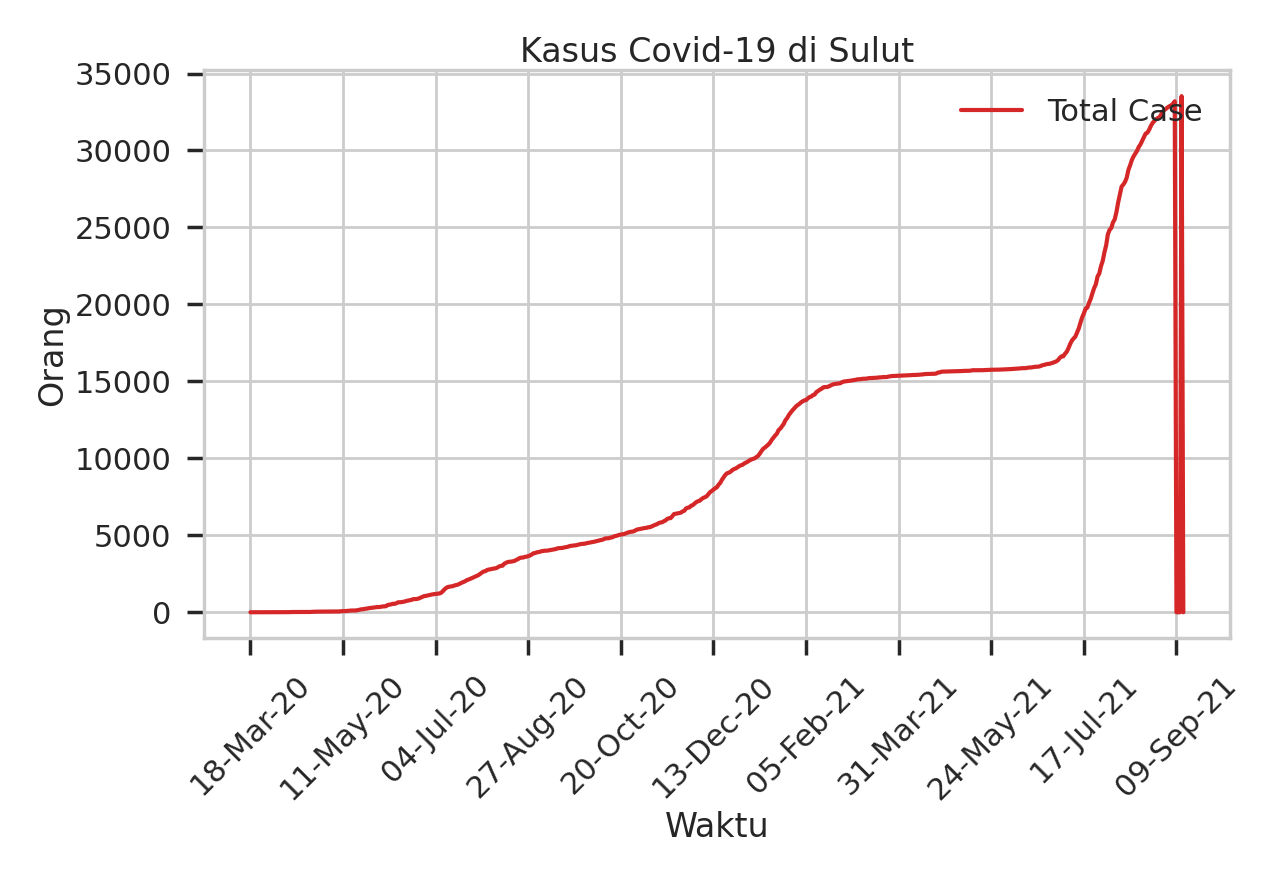 Kasus Covid-19 di Sulut
Total Case
35000
30000
25000
20000
15000
10000
5000
0
Orang
18-Mar-20
11-May-20
04-Jul-20
27-Aug-20
20-Oct-20
13-Dec-20
05-Feb-21
31-Mar-21
24-May-21
17-Jul-21
09-Sep-21
Waktu